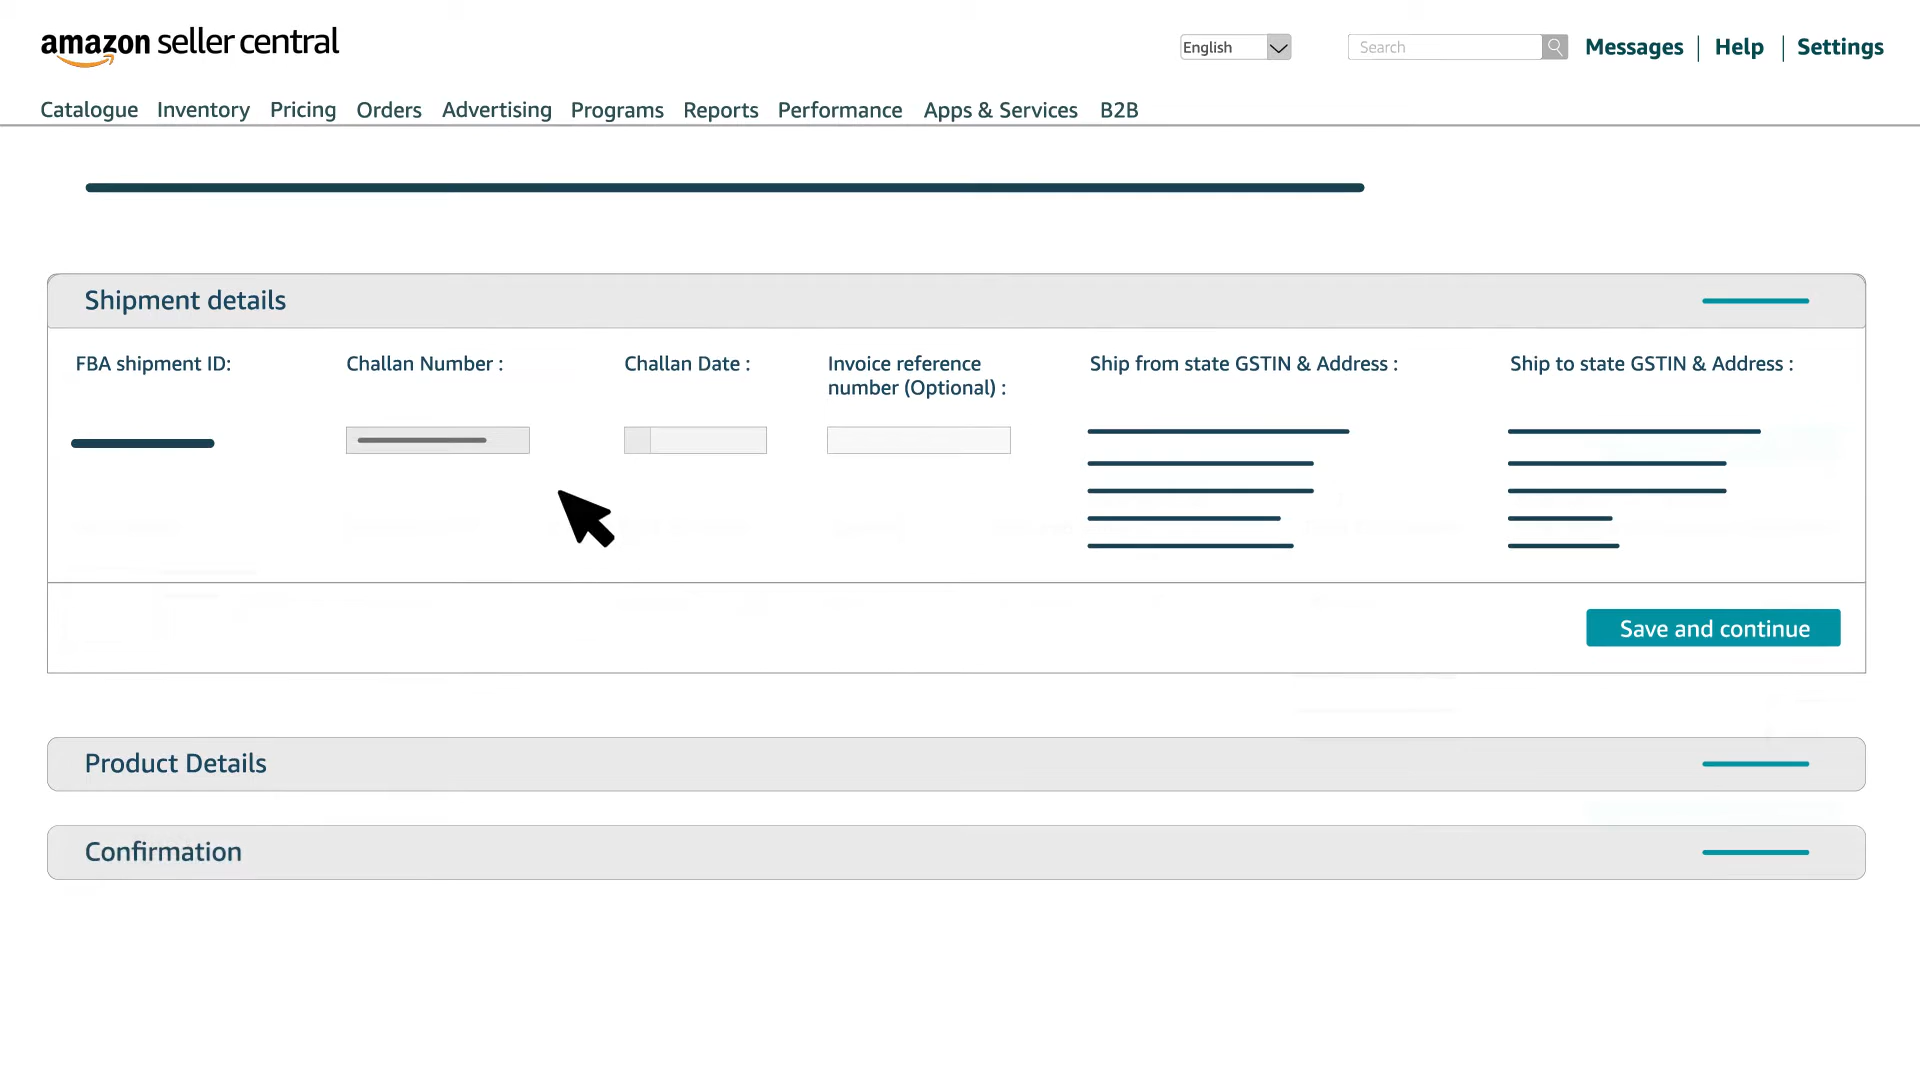 amazon seller central
English
Search
Messages
Help
Settings
Catalogue Inventory Pricing Orders Advertising Programs Reports Performance Apps & Services B2B
Shipment details
FBA shipment ID:
Challan Number :
Challan Date :
Invoice reference
number (Optional) :
Ship from state GSTIN & Address :
Ship to state GSTIN & Address :
Save and continue
Product Details
Confirmation